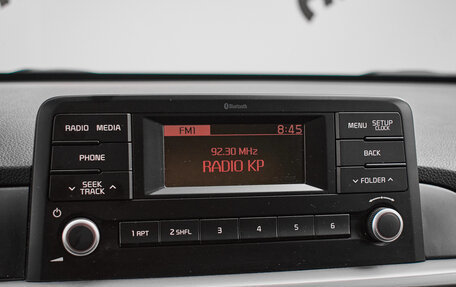 Bluetooth
RADIO MEDIA
FM1 8:45
MENU SETUP
CLOCK
92.30 MHz
PHONE
RADIO KP
BACK
SEEK
TRACK
FOLDER
1 RPT 2 SHFL 3 4 5 6